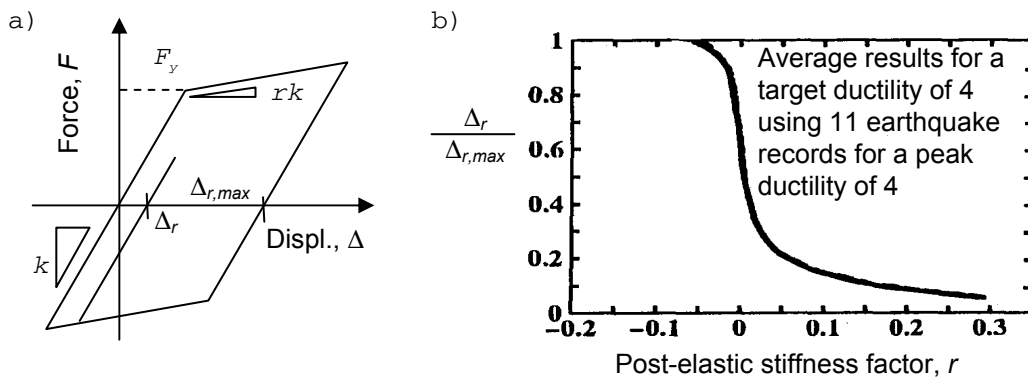 a)
Force, F
F_y
rk
Δ_r,max
Δ_r
Displ., Δ
k
b)
Δ_r
Δ_r,max
1
0.8
0.6
0.4
0.2
0
-0.2
-0.1
0
0.1
0.2
0.3
Average results for a
target ductility of 4
using 11 earthquake
records for a peak
ductility of 4
Post-elastic stiffness factor, r